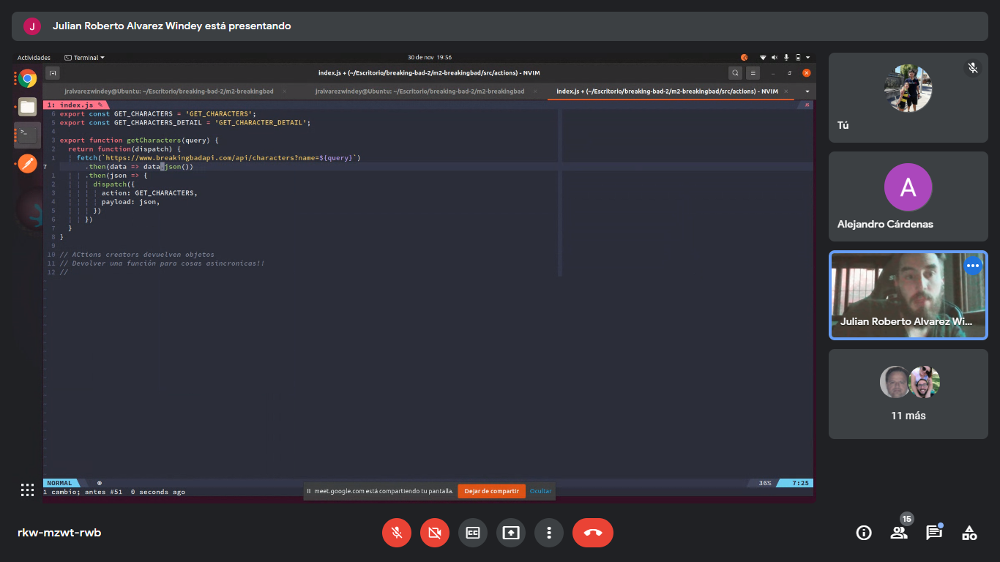 J Julian Roberto Alvarez Windey está presentando
Actividades Terminal 30 de nov 19:56
index.js + (~/Escritorio/breaking-bad-2/m2-breakingbad/src/actions) - NVIM
jralvarezwindey@Ubuntu: ~/Escritorio/breaking-bad-2/m2-breakingbad × jralvarezwindey@Ubuntu: ~/Escritorio/breaking-bad-2/m2-breakingbad × index.js + (~/Escritorio/breaking-bad-2/m2-breakingbad/src/actions) - NVIM ×
1: index.js JS
6 export const GET_CHARACTERS = 'GET_CHARACTERS';
5 export const GET_CHARACTERS_DETAIL = 'GET_CHARACTER_DETAIL';
4
3 export function getCharacters(query) {
2 return function(dispatch) {
1 fetch(`https://www.breakingbadapi.com/api/characters?name=${query}`)
7 .then(data => data.json())
1 .then(json => {
2 dispatch({
3 action: GET_CHARACTERS,
4 payload: json,
5 })
6 })
7 }
8 }
9
10 // ACtions creators devuelven objetos
11 // Devolver una función para cosas asincronicas!!
12 //
NORMAL 36% 7:25
1 cambio; antes #51 0 seconds ago
meet.google.com está compartiendo tu pantalla. Dejar de compartir Ocultar
Tú
A
Alejandro Cárdenas
Julian Roberto Alvarez Wi...
11 más
rkw-mzwt-rwb
15